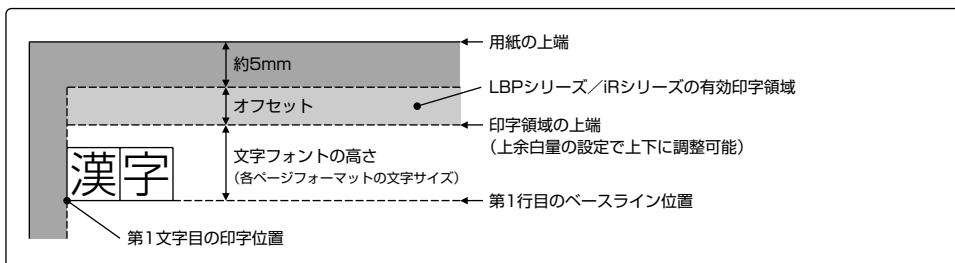 用紙の上端
約5mm
LBPシリーズ／iRシリーズの有効印字領域
オフセット
印字領域の上端
（上余白量の設定で上下に調整可能）
文字フォントの高さ
（各ページフォーマットの文字サイズ）
漢字
第1行目のベースライン位置
第1文字目の印字位置